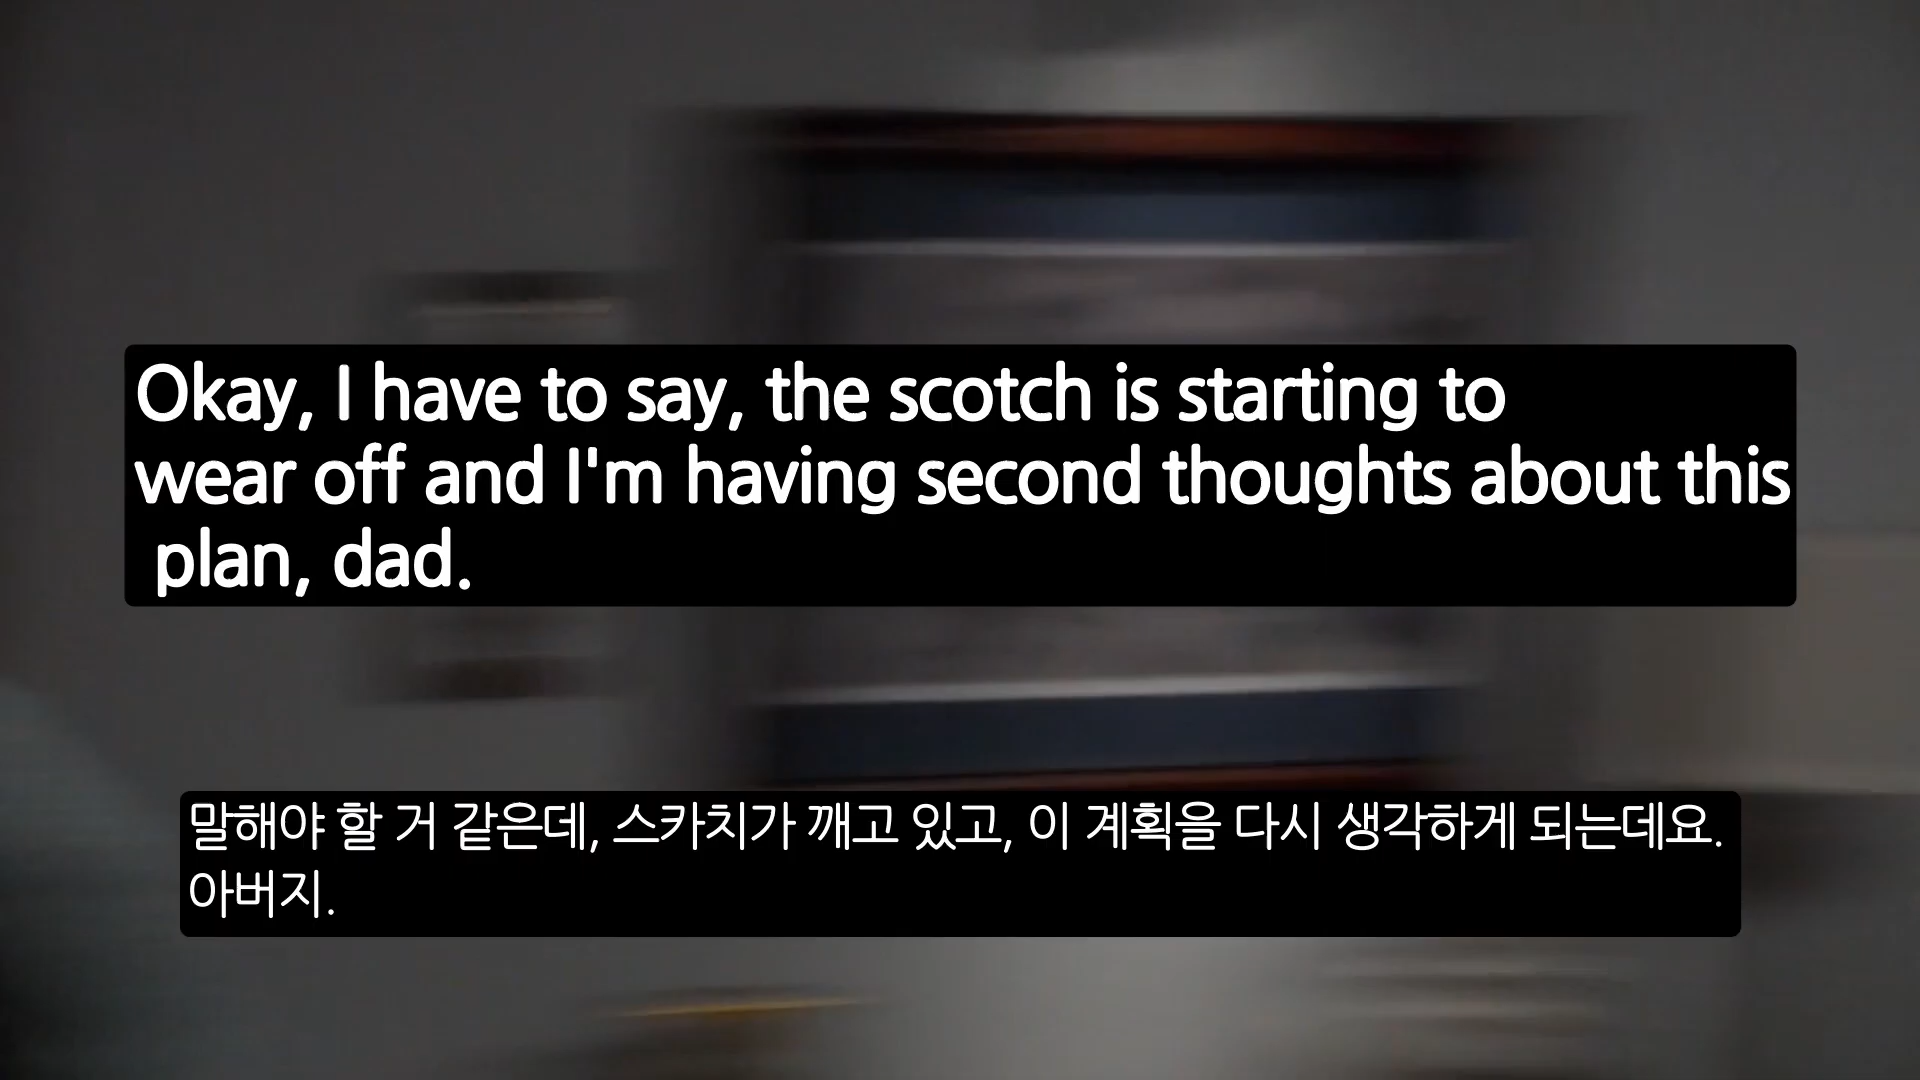 Okay, I have to say, the scotch is starting to
wear off and I'm having second thoughts about this
plan, dad.
말해야 할 거 같은데, 스카치가 깨고 있고, 이 계획을 다시 생각하게 되는데요.
아버지.